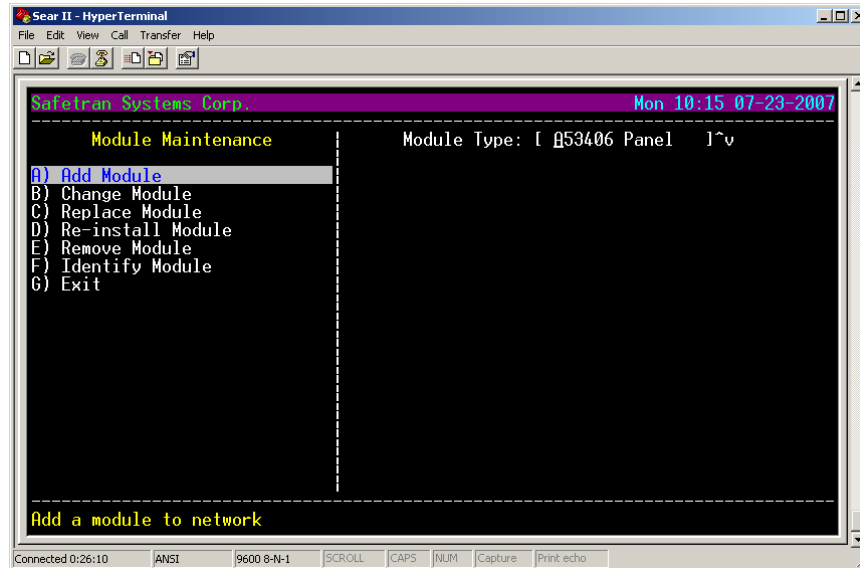 Sear II - HyperTerminal
File Edit View Call Transfer Help
Safetran Systems Corp. Mon 10:15 07-23-2007
Module Maintenance Module Type: [ A53406 Panel ]^v
A) Add Module
B) Change Module
C) Replace Module
D) Re-install Module
E) Remove Module
F) Identify Module
G) Exit
Add a module to network
Connected 0:26:10 ANSI 9600 8-N-1 SCROLL CAPS NUM Capture Print echo